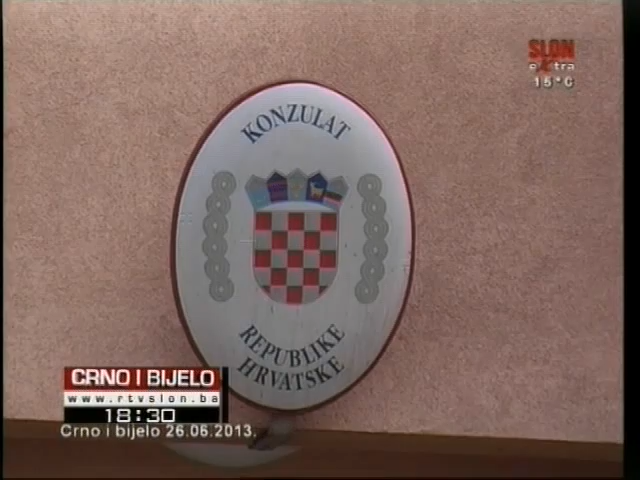 SLON
extra
15°C
KONZULAT
REPUBLIKE
HRVATSKE
CRNO I BIJELO
www.rtvslon.ba
18:30
Crno i bijelo 26.06.2013.